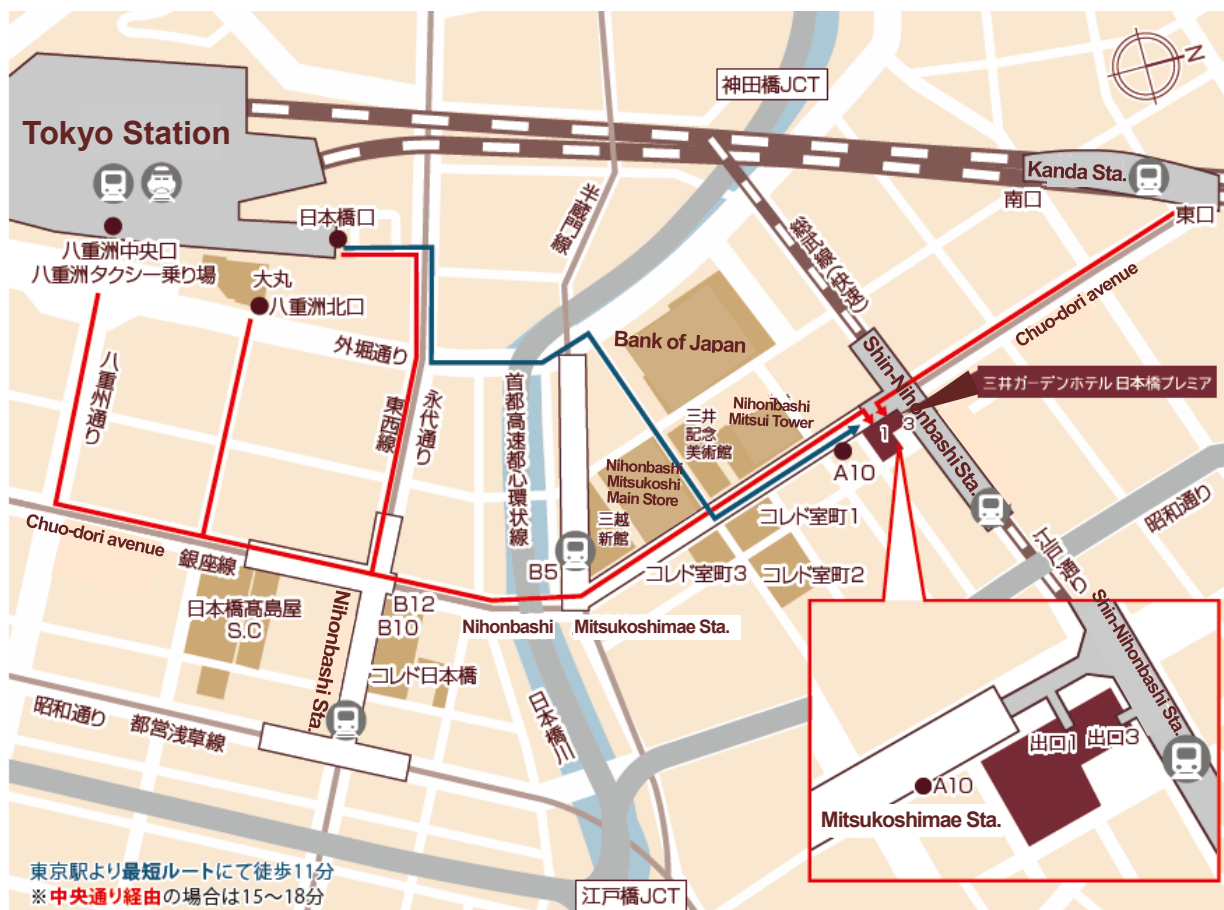 神田橋JCT
N
Tokyo Station
Kanda Sta.
南口
東口
日本橋口
八重洲中央口
八重洲タクシー乗り場
大丸
八重洲北口
半蔵門線
総武線(快速)
外堀通り
八重州通り
東西線
永代通り
首都高速都心環状線
Bank of Japan
Chuo-dori avenue
Shin-Nihonbashi Sta.
三井ガーデンホテル 日本橋プレミア
Nihonbashi
Mitsui Tower
三井
記念
美術館
1
3
A10
Nihonbashi
Mitsukoshi
Main Store
三越
新館
コレド室町1
コレド室町3
コレド室町2
昭和通り
江戸通り
Chuo-dori avenue
銀座線
B5
日本橋髙島屋
S.C
Nihonbashi Sta.
B12
B10
Nihonbashi
Mitsukoshimae Sta.
コレド日本橋
昭和通り
都営浅草線
日本橋川
Shin-Nihonbashi Sta.
出口1
出口3
A10
Mitsukoshimae Sta.
東京駅より最短ルートにて徒歩11分
※中央通り経由の場合は15～18分
江戸橋JCT